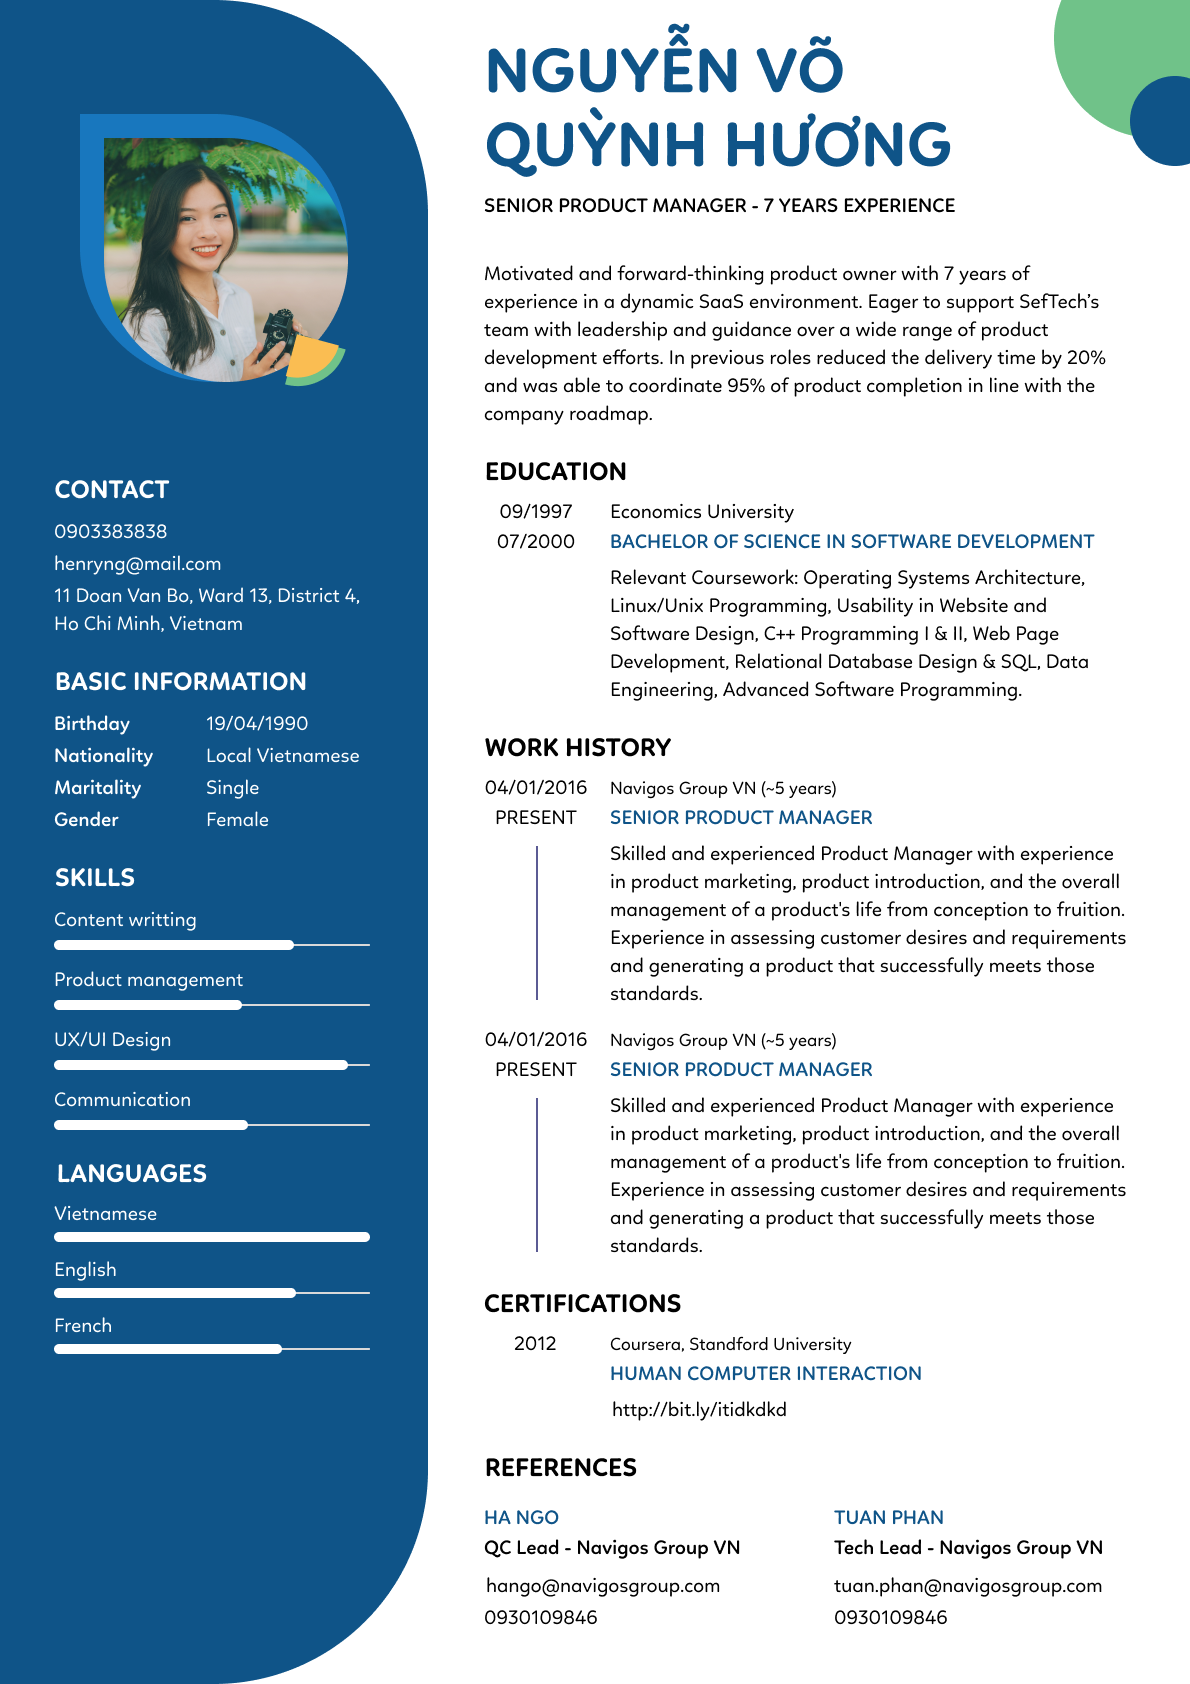 NGUYỄN VÕ
QUỲNH HƯƠNG
SENIOR PRODUCT MANAGER - 7 YEARS EXPERIENCE
Motivated and forward-thinking product owner with 7 years of
experience in a dynamic SaaS environment. Eager to support SefTech’s
team with leadership and guidance over a wide range of product
development efforts. In previous roles reduced the delivery time by 20%
and was able to coordinate 95% of product completion in line with the
company roadmap.
CONTACT
0903383838
henryng@mail.com
11 Doan Van Bo, Ward 13, District 4,
Ho Chi Minh, Vietnam
BASIC INFORMATION
Birthday 19/04/1990
Nationality Local Vietnamese
Maritality Single
Gender Female
SKILLS
Content writting
Product management
UX/UI Design
Communication
LANGUAGES
Vietnamese
English
French
EDUCATION
09/1997 Economics University
07/2000 BACHELOR OF SCIENCE IN SOFTWARE DEVELOPMENT
Relevant Coursework: Operating Systems Architecture,
Linux/Unix Programming, Usability in Website and
Software Design, C++ Programming I & II, Web Page
Development, Relational Database Design & SQL, Data
Engineering, Advanced Software Programming.
WORK HISTORY
04/01/2016 Navigos Group VN (~5 years)
PRESENT SENIOR PRODUCT MANAGER
Skilled and experienced Product Manager with experience
in product marketing, product introduction, and the overall
management of a product's life from conception to fruition.
Experience in assessing customer desires and requirements
and generating a product that successfully meets those
standards.
04/01/2016 Navigos Group VN (~5 years)
PRESENT SENIOR PRODUCT MANAGER
Skilled and experienced Product Manager with experience
in product marketing, product introduction, and the overall
management of a product's life from conception to fruition.
Experience in assessing customer desires and requirements
and generating a product that successfully meets those
standards.
CERTIFICATIONS
2012 Coursera, Standford University
HUMAN COMPUTER INTERACTION
http://bit.ly/itidkdkd
REFERENCES
HA NGO
QC Lead - Navigos Group VN
hango@navigosgroup.com
0930109846
TUAN PHAN
Tech Lead - Navigos Group VN
tuan.phan@navigosgroup.com
0930109846